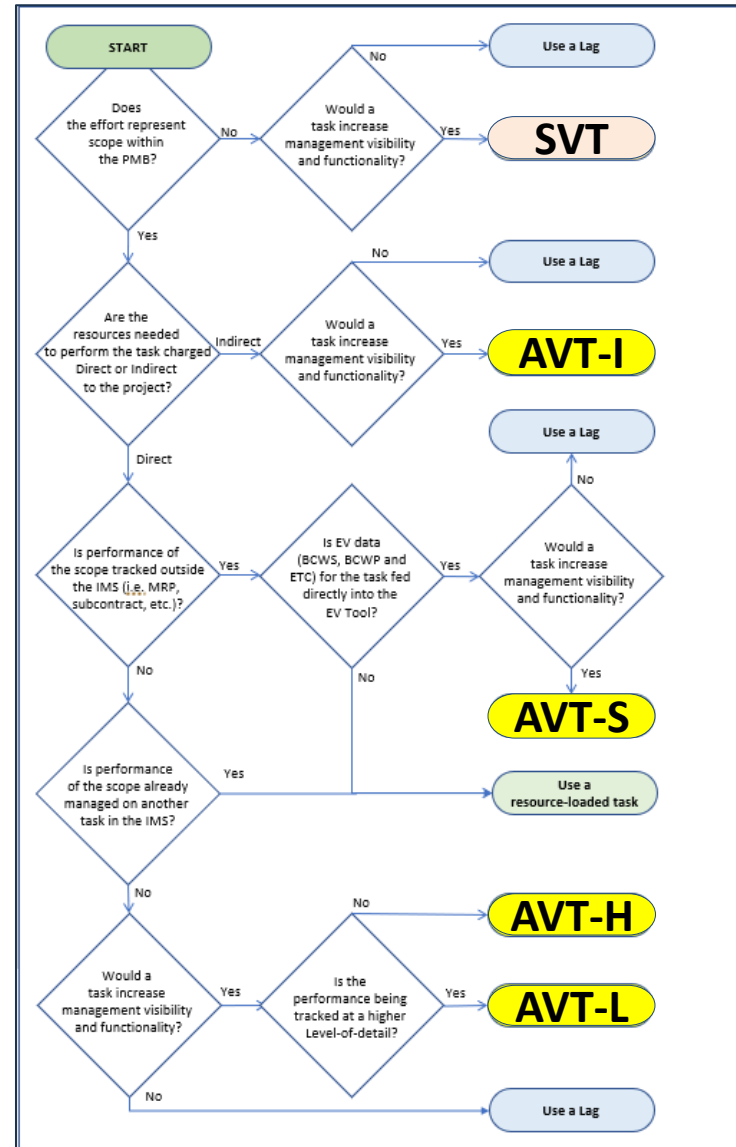 START
No
Use a Lag
Does
the effort represent
scope within
the PMB?
No
Would a
task increase
management visibility
and functionality?
Yes
SVT
Yes
No
Use a Lag
Are the
resources needed
to perform the task charged
Direct or Indirect
to the project?
Indirect
Would a
task increase
management visibility
and functionality?
Yes
AVT-I
Direct
Use a Lag
No
Is performance of
the scope tracked outside
the IMS (i.e. MRP,
subcontract, etc.)?
Yes
Is EV data
(BCWS, BCWP and
ETC) for the task fed
directly into the
EV Tool?
Yes
Would a
task increase
management visibility
and functionality?
No
No
Yes
AVT-S
Is performance
of the scope already
managed on another
task in the IMS?
Yes
Use a
resource-loaded task
No
No
AVT-H
Would a
task increase
management visibility
and functionality?
Yes
Is the
performance being
tracked at a higher
Level-of-detail?
Yes
AVT-L
No
Use a Lag